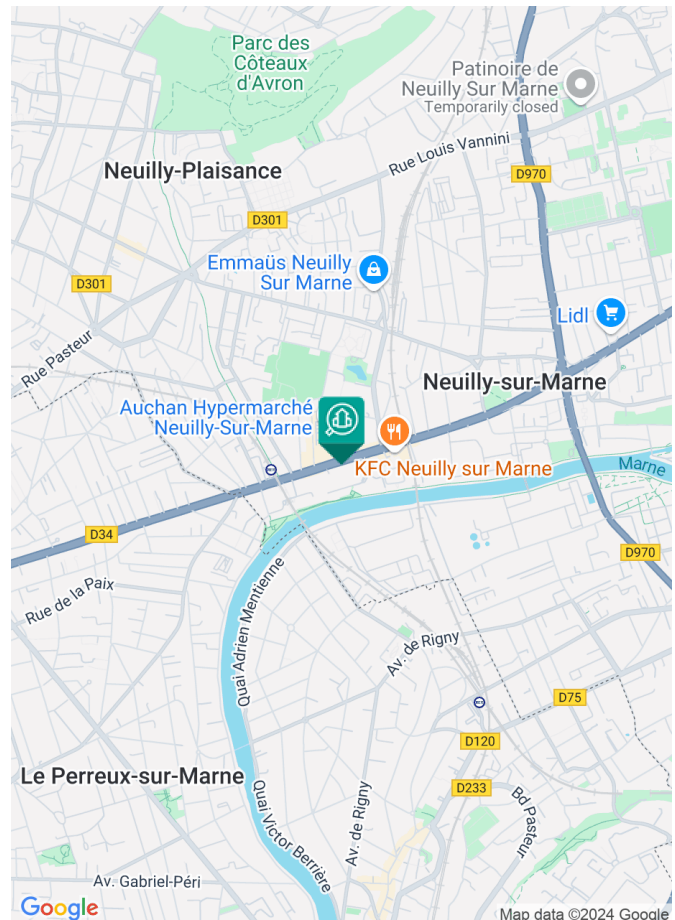 Parc des
Côteaux
d'Avron
Patinoire de
Neuilly Sur Marne
Temporarily closed
Rue Louis Vannini
Neuilly-Plaisance
D970
D301
Emmaüs Neuilly
Sur Marne
D301
Lidl
Rue Pasteur
Neuilly-sur-Marne
Auchan Hypermarché
Neuilly-Sur-Marne
KFC Neuilly sur Marne
Marne
D34
D970
Rue de la Paix
Quai Adrien Mentienne
Av. de Rigny
D75
D120
Le Perreux-sur-Marne
D233
Quai Victor Berrière
Av. de Rigny
Bd Pasteur
Av. Gabriel-Péri
Google
Map data ©2024 Google